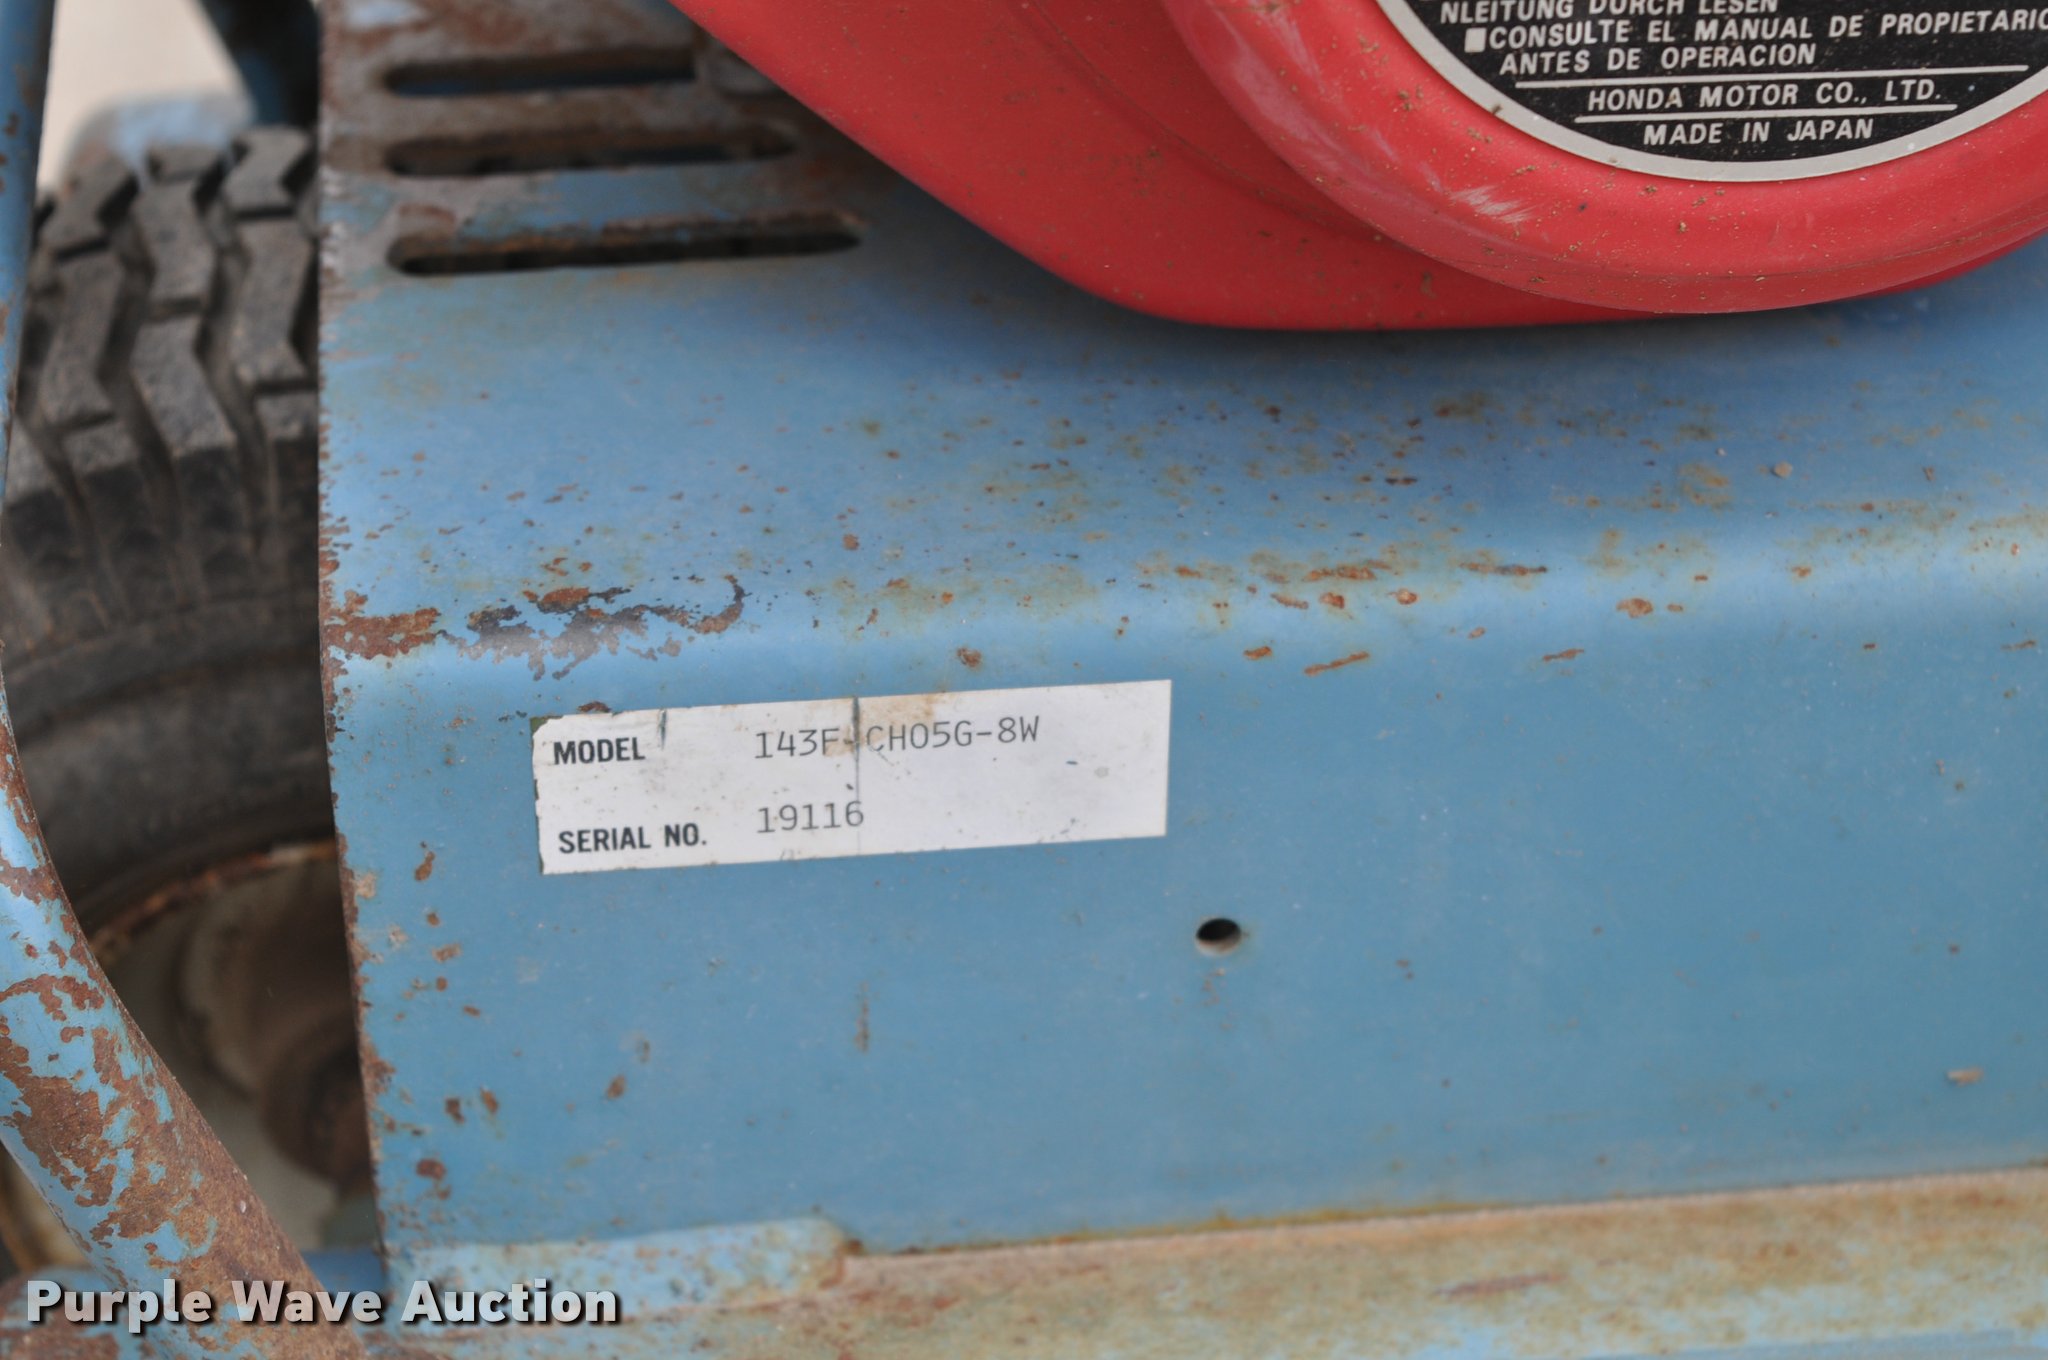 NLEITUNG DURCH LESEN
CONSULTE EL MANUAL DE PROPIETARIO
ANTES DE OPERACION
HONDA MOTOR CO., LTD.
MADE IN JAPAN
MODEL 143F-CH05G-8W
SERIAL NO. 19116
Purple Wave Auction